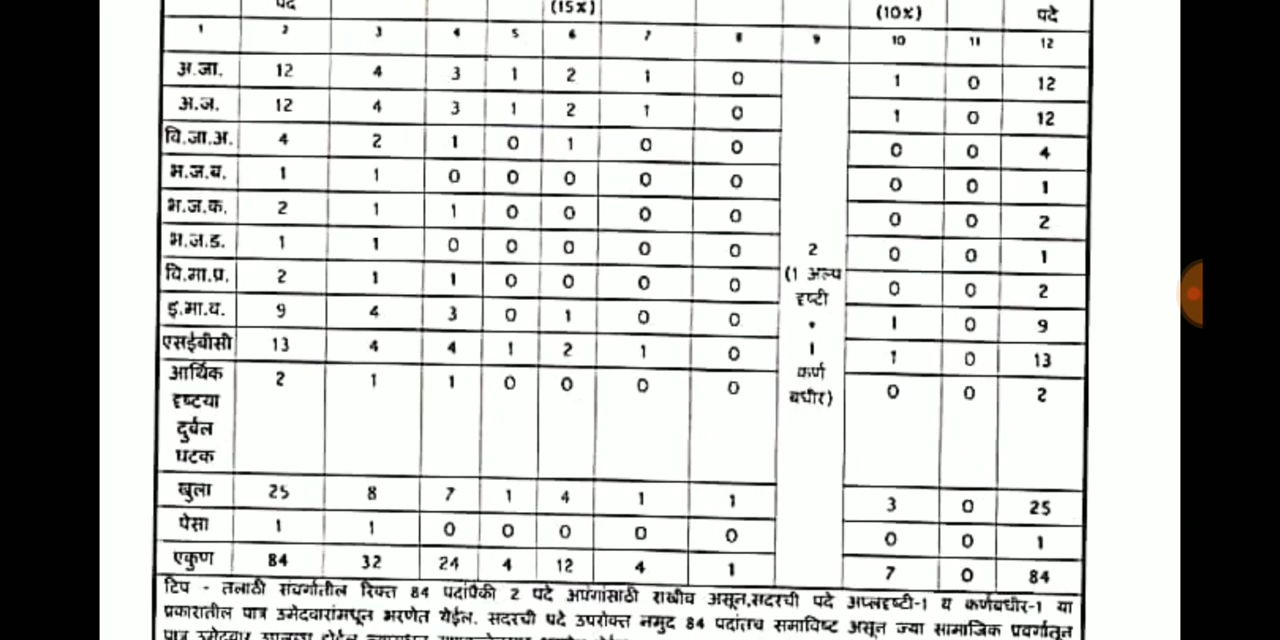 पदे (15%) (10%) पदे
1 2 3 4 5 6 7 8 9 10 11 12
अ.जा. 12 4 3 1 2 1 0 1 0 12
अ.ज. 12 4 3 1 2 1 0 1 0 12
वि.जा.अ. 4 2 1 0 1 0 0 0 0 4
भ.ज.ब. 1 1 0 0 0 0 0 0 0 1
भ.ज.क. 2 1 1 0 0 0 0 0 0 2
भ.ज.ड. 1 1 0 0 0 0 0 0 0 1
वि.मा.प्र. 2 1 1 0 0 0 0 0 0 2
इ.मा.व. 9 4 3 0 1 0 0 1 0 9
एसईबीसी 13 4 4 1 2 1 0 1 0 13
आर्थिक 2 1 1 0 0 0 0 0 0 2
दृष्टया
दुर्बल
घटक
2
(1 अल्प
दृष्टी
+
1
कर्ण
बधीर)
खुला 25 8 7 1 4 1 1 3 0 25
पेसा 1 1 0 0 0 0 0 0 0 1
एकुण 84 32 24 4 12 4 1 7 0 84
टिप - तलाठी संवर्गातील रिक्त 84 पदांपैकी 2 पदे अपंगांसाठी राखीव असून,सदरची पदे अप्लदृष्टी-1 व कर्णबधीर-1 या
प्रकारातील पात्र उमेदवारांमधून भरणेत येईल. सदरची पदे उपरोक्त नमुद 84 पदांतच समाविष्ट असून ज्या सामाजिक प्रवर्गातून
पात्र उमेदवार